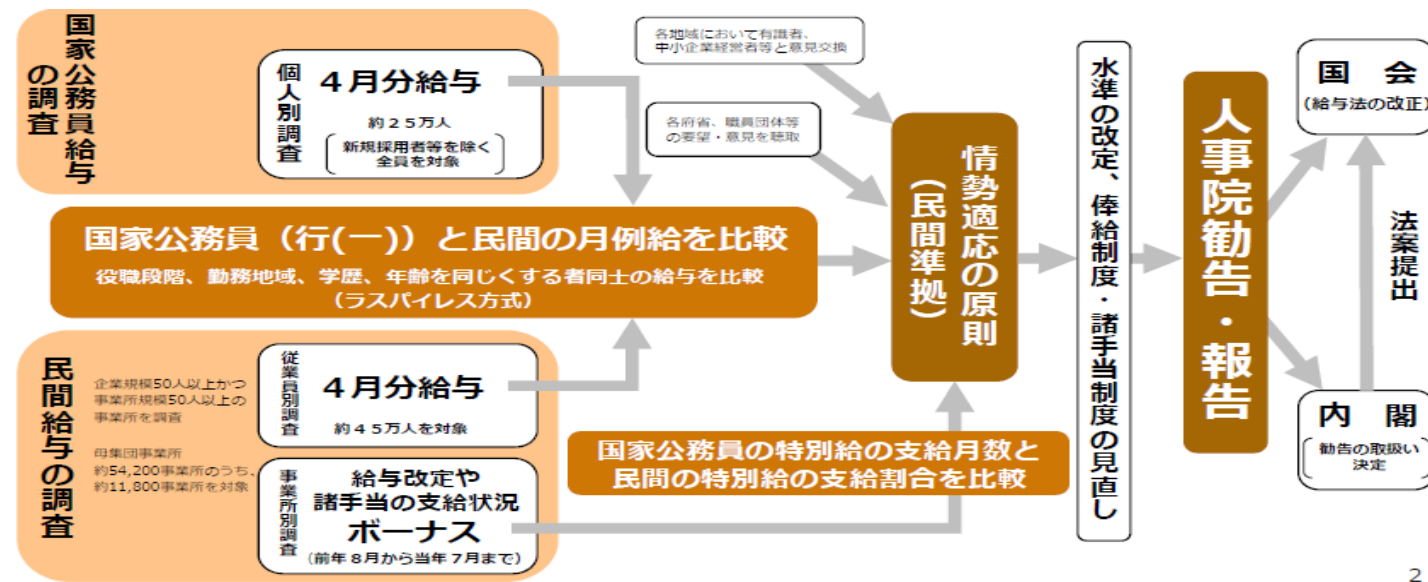 国家公務員給与
の調査
個人別調査
４月分給与
約２５万人
新規採用者等を除く
全員を対象
各地域において有識者、
中小企業経営者等と意見交換
各府省、職員団体等
の要望・意見を聴取
国家公務員（行(一)）と民間の月例給を比較
役職段階、勤務地域、学歴、年齢を同じくする者同士の給与を比較
（ラスパイレス方式）
民間給与の調査
企業規模50人以上かつ
事業所規模50人以上の
事業所を調査
母集団事業所
約54,200事業所のうち、
約11,800事業所を対象
従業員別調査
４月分給与
約４５万人を対象
事業所別調査
給与改定や
諸手当の支給状況
ボーナス
（前年８月から当年７月まで）
国家公務員の特別給の支給月数と
民間の特別給の支給割合を比較
情勢適応の原則
（民間準拠）
水準の改定、俸給制度・諸手当制度の見直し
人事院勧告・報告
国　会
(給与法の改正)
法案提出
内　閣
勧告の取扱い
決定
2